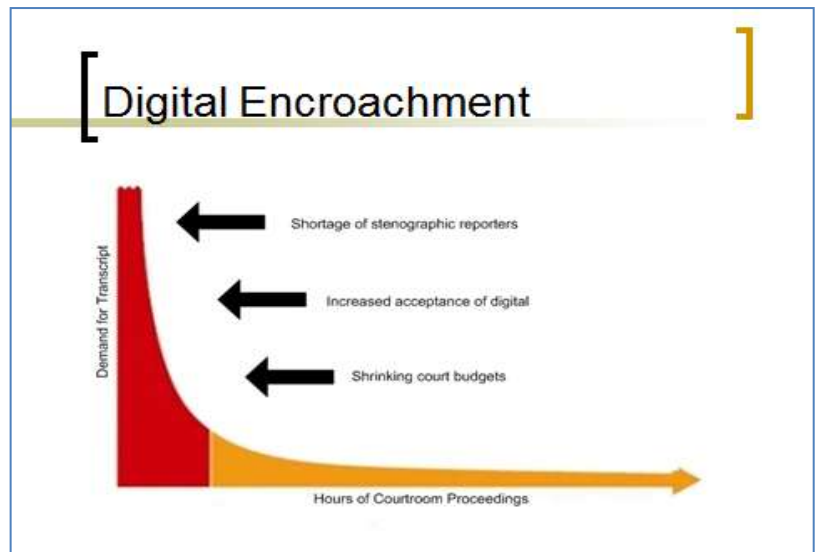 Digital Encroachment
Shortage of stenographic reporters
Increased acceptance of digital
Shrinking court budgets
Demand for Transcript
Hours of Courtroom Proceedings